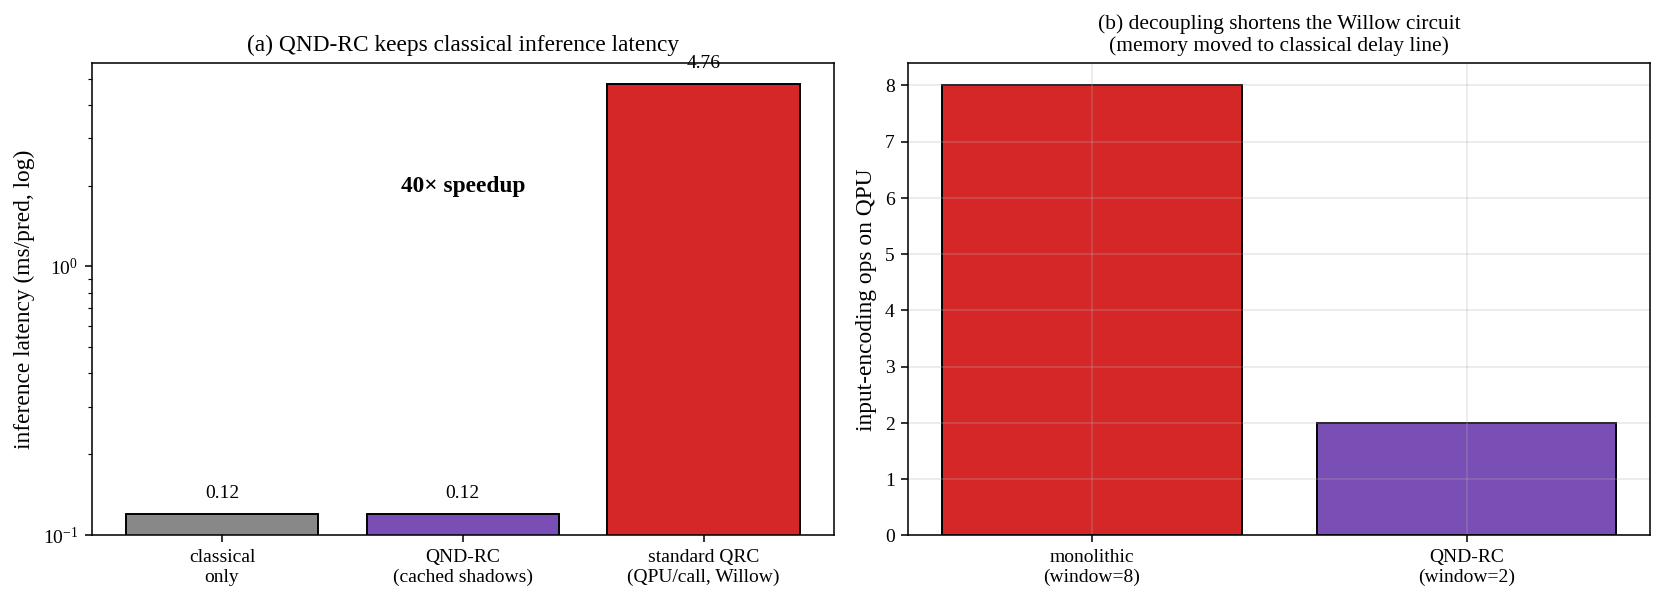 (a) QND-RC keeps classical inference latency
4.76
40× speedup
10⁰
0.12
0.12
10⁻¹
inference latency (ms/pred, log)
classical
only
QND-RC
(cached shadows)
standard QRC
(QPU/call, Willow)
(b) decoupling shortens the Willow circuit
(memory moved to classical delay line)
8
7
6
5
4
3
2
1
0
input-encoding ops on QPU
monolithic
(window=8)
QND-RC
(window=2)